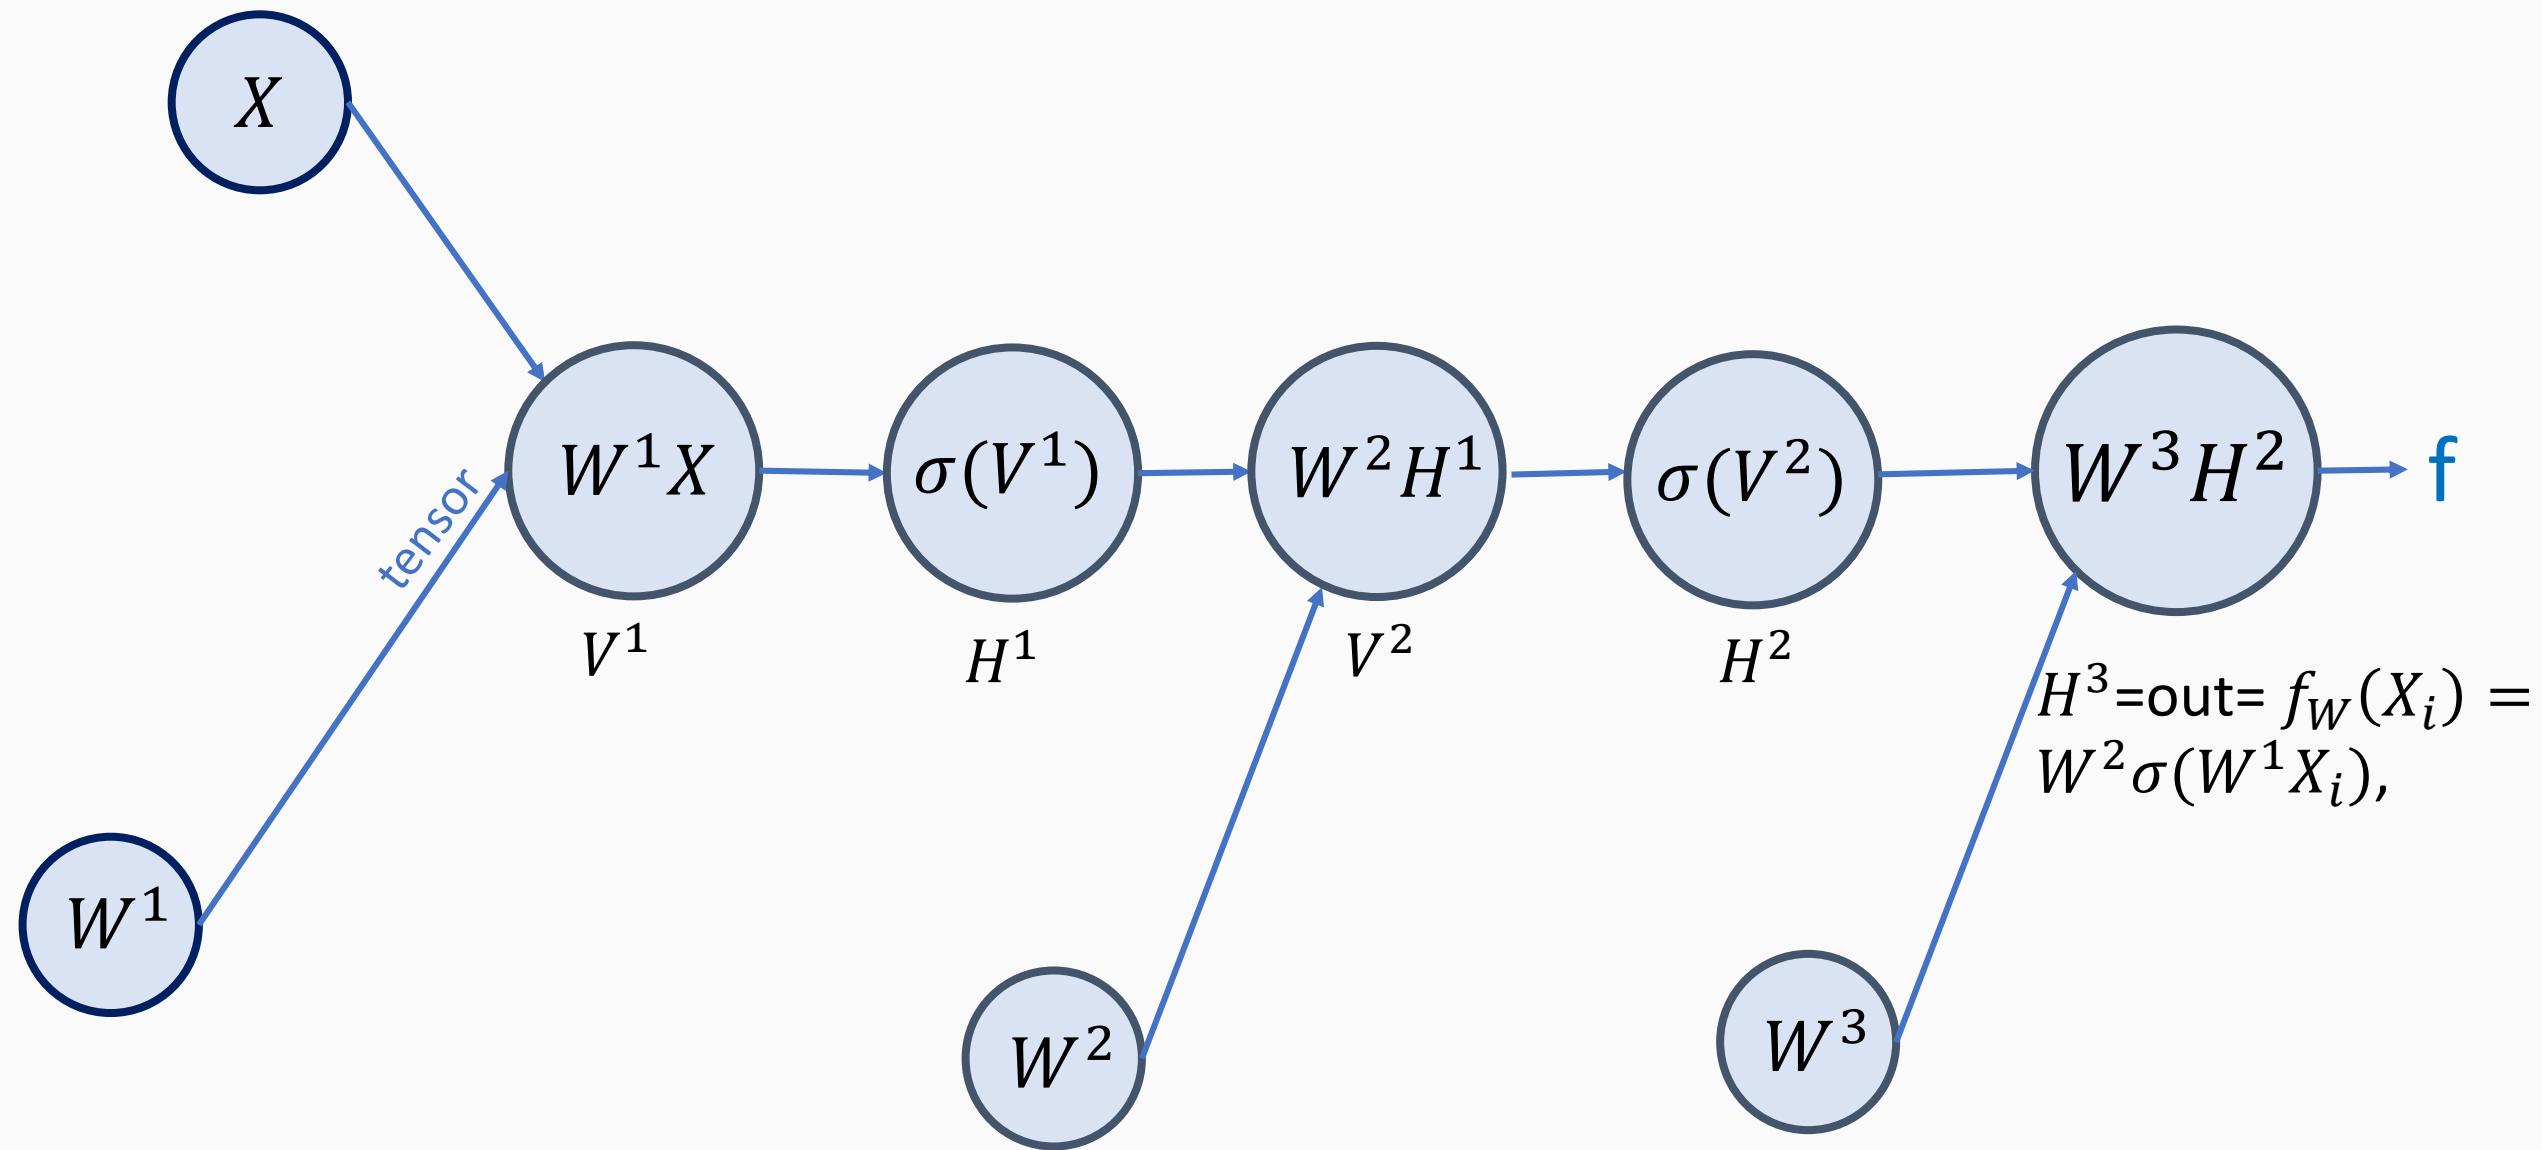 X
tensor
W¹X
σ(V¹)
W²H¹
σ(V²)
W³H²
f
V¹
H¹
V²
H²
H³=out= f_W(X_i) =
W²σ(W¹X_i),
W¹
W²
W³